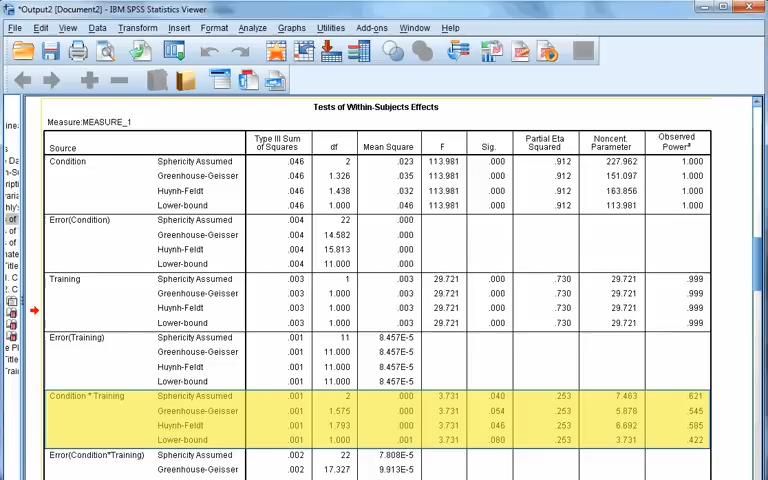 *Output2 [Document2] - IBM SPSS Statistics Viewer
File Edit View Data Transform Insert Format Analyze Graphs Utilities Add-ons Window Help
Tests of Within-Subjects Effects
Measure:MEASURE_1
Source Type III Sum of Squares df Mean Square F Sig. Partial Eta Squared Noncent. Parameter Observed Power a
Condition Sphericity Assumed .046 2 .023 113.981 .000 .912 227.962 1.000
Greenhouse-Geisser .046 1.326 .035 113.981 .000 .912 151.097 1.000
Huynh-Feldt .046 1.438 .032 113.981 .000 .912 163.856 1.000
Lower-bound .046 1.000 .046 113.981 .000 .912 113.981 1.000
Error(Condition) Sphericity Assumed .004 22 .000
Greenhouse-Geisser .004 14.582 .000
Huynh-Feldt .004 15.813 .000
Lower-bound .004 11.000 .000
Training Sphericity Assumed .003 1 .003 29.721 .000 .730 29.721 .999
Greenhouse-Geisser .003 1.000 .003 29.721 .000 .730 29.721 .999
Huynh-Feldt .003 1.000 .003 29.721 .000 .730 29.721 .999
Lower-bound .003 1.000 .003 29.721 .000 .730 29.721 .999
Error(Training) Sphericity Assumed .001 11 8.457E-5
Greenhouse-Geisser .001 11.000 8.457E-5
Huynh-Feldt .001 11.000 8.457E-5
Lower-bound .001 11.000 8.457E-5
Condition * Training Sphericity Assumed .001 2 .000 3.731 .040 .253 7.463 .621
Greenhouse-Geisser .001 1.575 .000 3.731 .054 .253 5.878 .545
Huynh-Feldt .001 1.793 .000 3.731 .046 .253 6.692 .585
Lower-bound .001 1.000 .001 3.731 .080 .253 3.731 .422
Error(Condition*Training) Sphericity Assumed .002 22 7.808E-5
Greenhouse-Geisser .002 17.327 9.913E-5